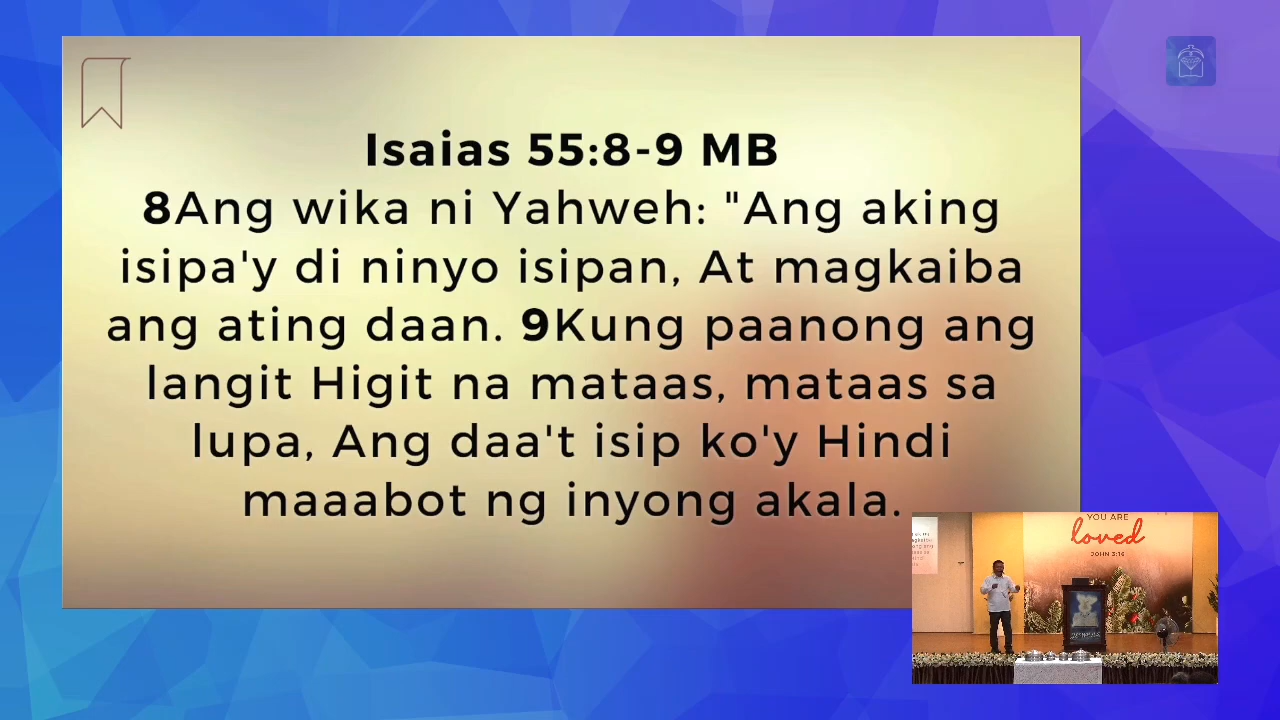 Isaias 55:8-9 MB
8Ang wika ni Yahweh: "Ang aking
isipa'y di ninyo isipan, At magkaiba
ang ating daan. 9Kung paanong ang
langit Higit na mataas, mataas sa
lupa, Ang daa't isip ko'y Hindi
maaabot ng inyong akala.
YOU ARE
loved
JOHN 3:16